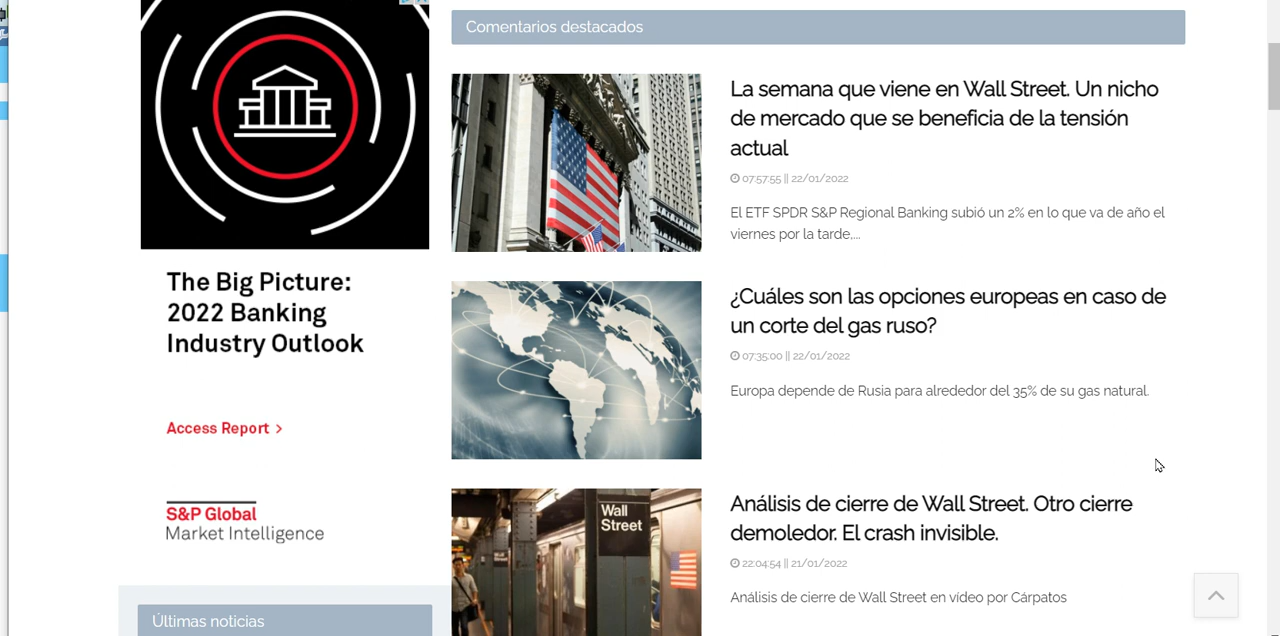 The Big Picture:
2022 Banking
Industry Outlook
Access Report >
S&P Global
Market Intelligence
Últimas noticias
Comentarios destacados
La semana que viene en Wall Street. Un nicho
de mercado que se beneficia de la tensión
actual
07:57:55 || 22/01/2022
El ETF SPDR S&P Regional Banking subió un 2% en lo que va de año el
viernes por la tarde,...
¿Cuáles son las opciones europeas en caso de
un corte del gas ruso?
07:35:00 || 22/01/2022
Europa depende de Rusia para alrededor del 35% de su gas natural.
Wall
Street
Análisis de cierre de Wall Street. Otro cierre
demoledor. El crash invisible.
22:04:54 || 21/01/2022
Análisis de cierre de Wall Street en vídeo por Cárpatos